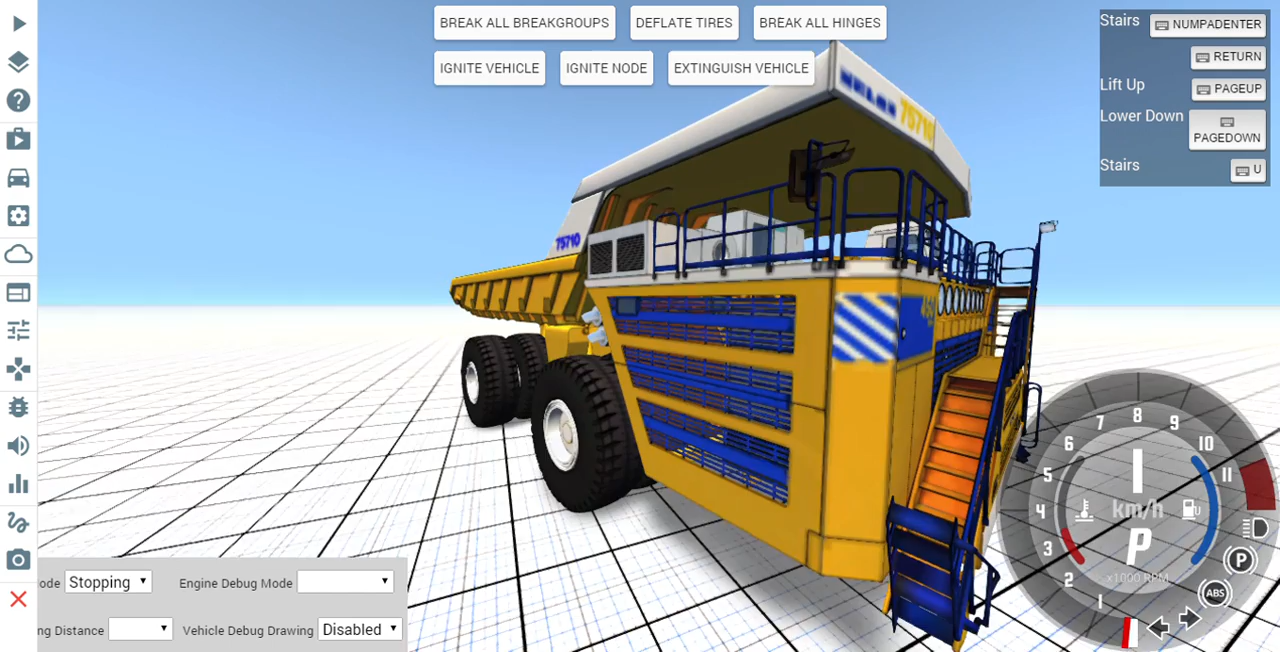 BREAK ALL BREAKGROUPS DEFLATE TIRES BREAK ALL HINGES
IGNITE VEHICLE IGNITE NODE EXTINGUISH VEHICLE
Stairs NUMPADENTER
RETURN
Lift Up PAGEUP
Lower Down PAGEDOWN
Stairs U
75710
75710
450
1 2 3 4 5 6 7 8 9 10 11
1
km/h
P
x1000 RPM
P
ABS
ode Stopping Engine Debug Mode
ng Distance Vehicle Debug Drawing Disabled